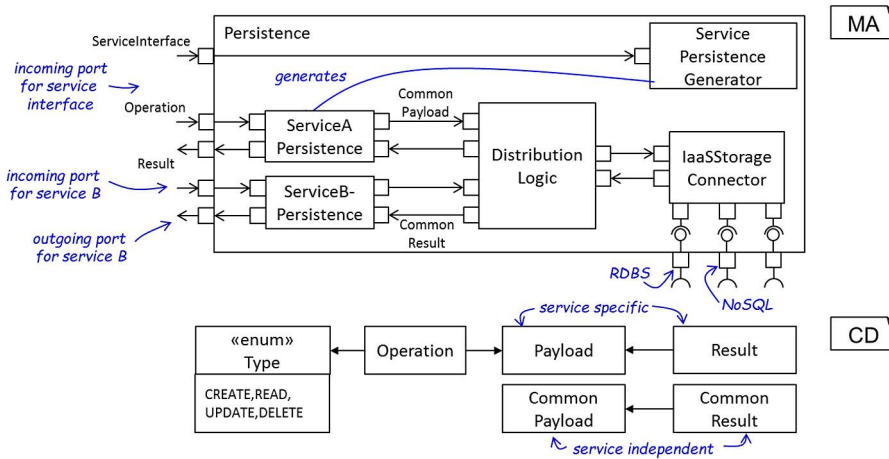 MA
Persistence
ServiceInterface
Service
Persistence
Generator
incoming port
for service
interface
generates
Operation
Common
Payload
ServiceA
Persistence
Result
Distribution
Logic
IaaSStorage
Connector
incoming port
for service B
ServiceB-
Persistence
Common
Result
outgoing port
for service B
RDBS
NoSQL
service specific
CD
«enum»
Type
CREATE,READ,
UPDATE,DELETE
Operation
Payload
Result
Common
Payload
Common
Result
service independent